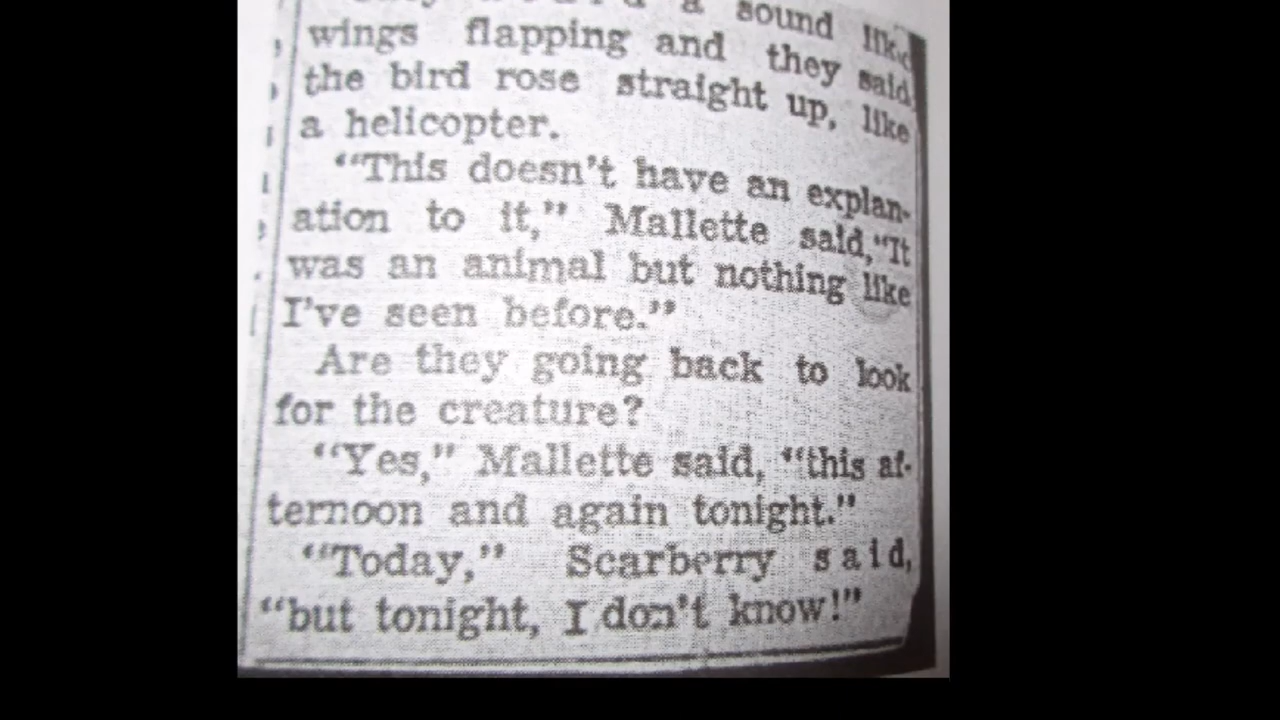 a sound like
wings flapping and they said
the bird rose straight up, like
a helicopter.
“This doesn't have an explan-
ation to it,” Mallette said,“It
was an animal but nothing like
I've seen before.”
Are they going back to look
for the creature?
“Yes,” Mallette said, “this af-
ternoon and again tonight.”
“Today,” Scarberry said,
“but tonight, I don't know!”